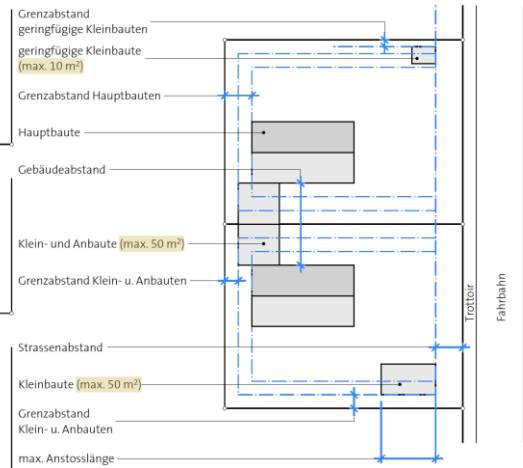 Grenzabstand
geringfügige Kleinbauten
geringfügige Kleinbaute
(max. 10 m²)
Grenzabstand Hauptbauten
Hauptbaute
Gebäudeabstand
Klein- und Anbaute (max. 50 m²)
Grenzabstand Klein- u. Anbauten
Strassenabstand
Kleinbaute (max. 50 m²)
Grenzabstand
Klein- u. Anbauten
max. Anstosslänge
Trottoir
Fahrbahn